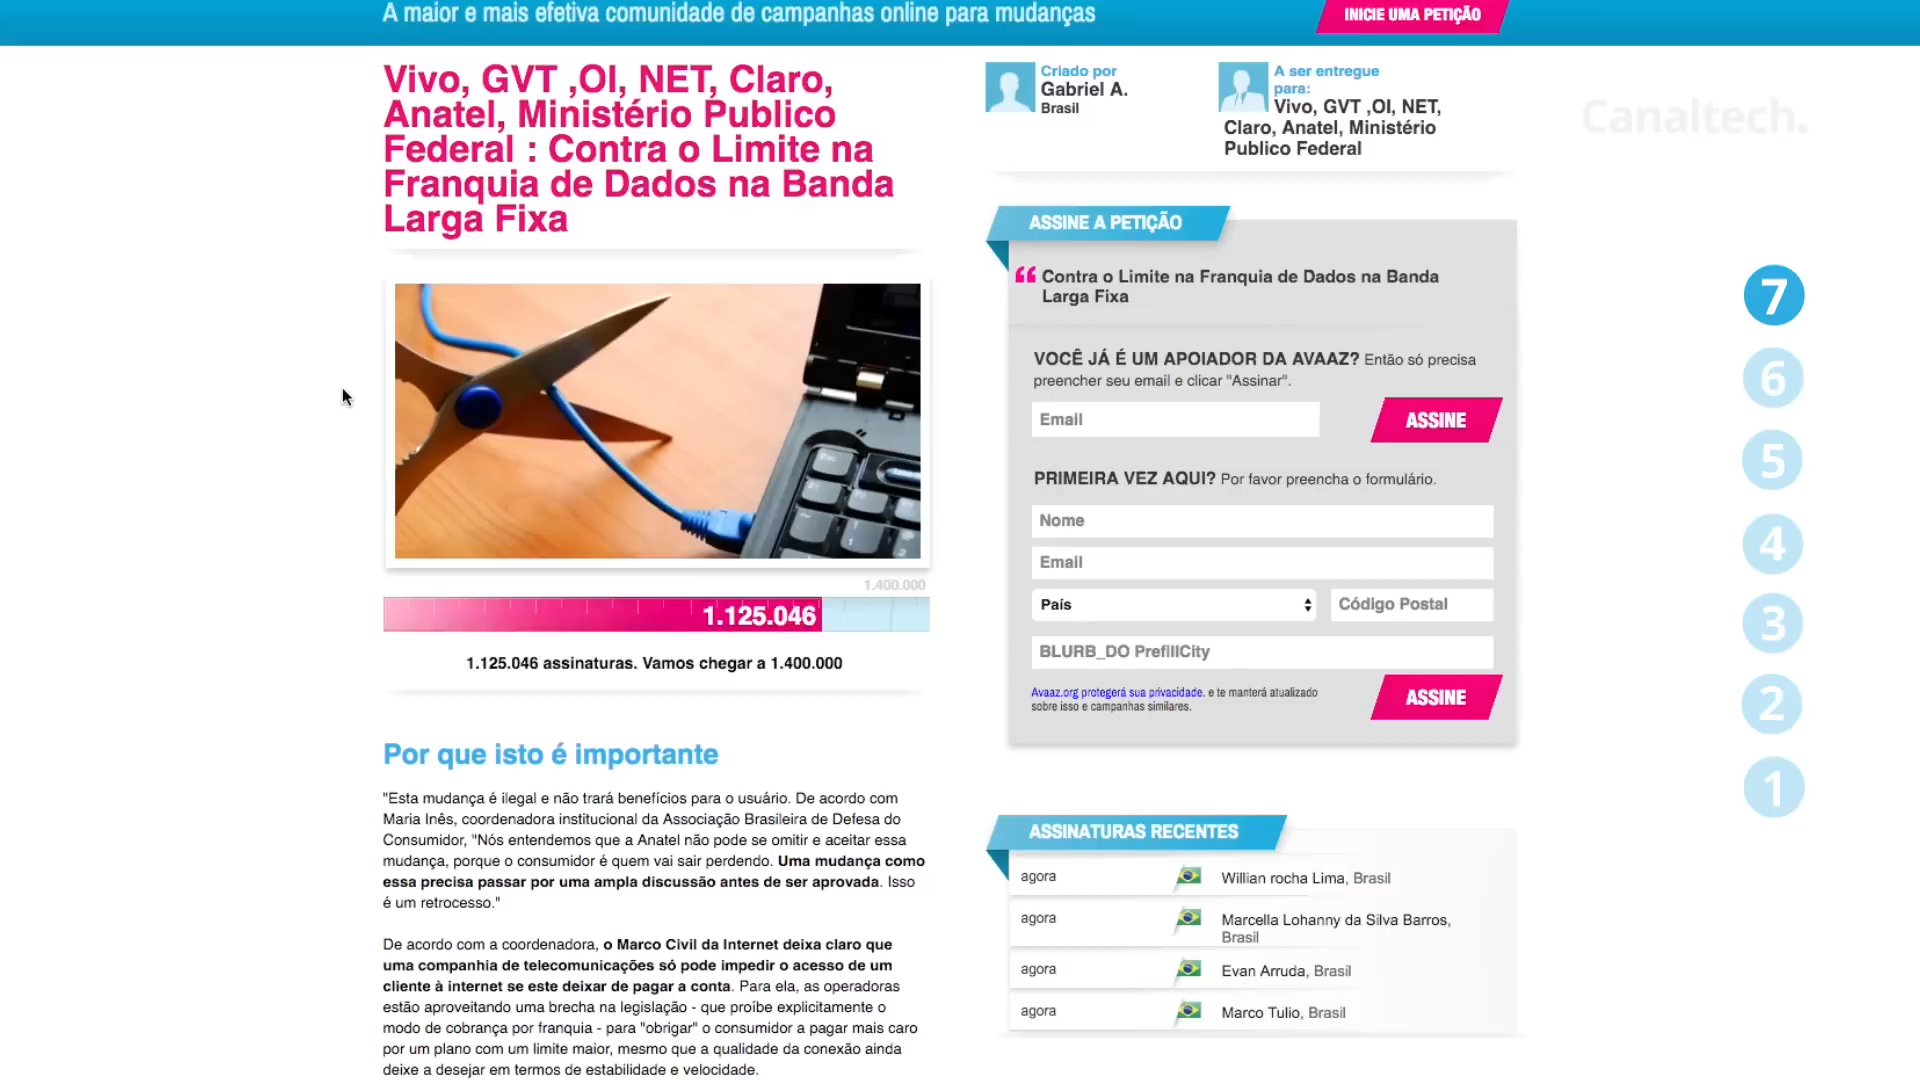 A maior e mais efetiva comunidade de campanhas online para mudanças
INICIE UMA PETIÇÃO
Vivo, GVT ,OI, NET, Claro,
Anatel, Ministério Publico
Federal : Contra o Limite na
Franquia de Dados na Banda
Larga Fixa
1.400.000
1.125.046
1.125.046 assinaturas. Vamos chegar a 1.400.000
Por que isto é importante
"Esta mudança é ilegal e não trará benefícios para o usuário. De acordo com
Maria Inês, coordenadora institucional da Associação Brasileira de Defesa do
Consumidor, "Nós entendemos que a Anatel não pode se omitir e aceitar essa
mudança, porque o consumidor é quem vai sair perdendo. Uma mudança como
essa precisa passar por uma ampla discussão antes de ser aprovada. Isso
é um retrocesso."
De acordo com a coordenadora, o Marco Civil da Internet deixa claro que
uma companhia de telecomunicações só pode impedir o acesso de um
cliente à internet se este deixar de pagar a conta. Para ela, as operadoras
estão aproveitando uma brecha na legislação - que proíbe explicitamente o
modo de cobrança por franquia - para "obrigar" o consumidor a pagar mais caro
por um plano com um limite maior, mesmo que a qualidade da conexão ainda
deixe a desejar em termos de estabilidade e velocidade.
Criado por
Gabriel A.
Brasil
A ser entregue
para:
Vivo, GVT ,OI, NET,
Claro, Anatel, Ministério
Publico Federal
ASSINE A PETIÇÃO
Contra o Limite na Franquia de Dados na Banda
Larga Fixa
VOCÊ JÁ É UM APOIADOR DA AVAAZ? Então só precisa
preencher seu email e clicar "Assinar".
Email
ASSINE
PRIMEIRA VEZ AQUI? Por favor preencha o formulário.
Nome
Email
País
Código Postal
BLURB_DO PrefillCity
Avaaz.org protegerá sua privacidade. e te manterá atualizado
sobre isso e campanhas similares.
ASSINE
ASSINATURAS RECENTES
agora Willian rocha Lima, Brasil
agora Marcella Lohanny da Silva Barros,
Brasil
agora Evan Arruda, Brasil
agora Marco Tulio, Brasil
Canaltech.
7
6
5
4
3
2
1